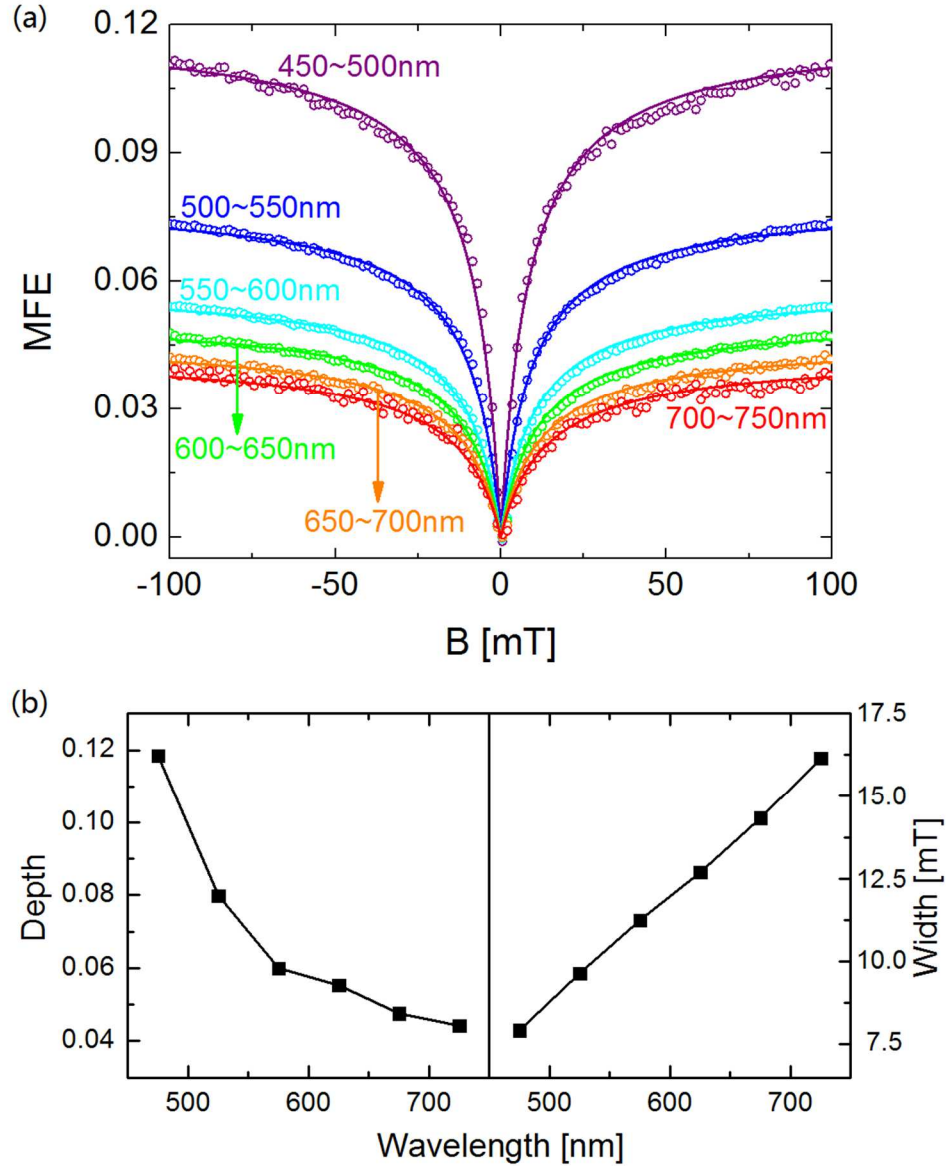 (a)
0.12
0.09
0.06
0.03
0.00
MFE
450~500nm
500~550nm
550~600nm
600~650nm
650~700nm
700~750nm
-100 -50 0 50 100
B [mT]
(b)
0.12
0.10
0.08
0.06
0.04
Depth
17.5
15.0
12.5
10.0
7.5
Width [mT]
500 600 700 500 600 700
Wavelength [nm]